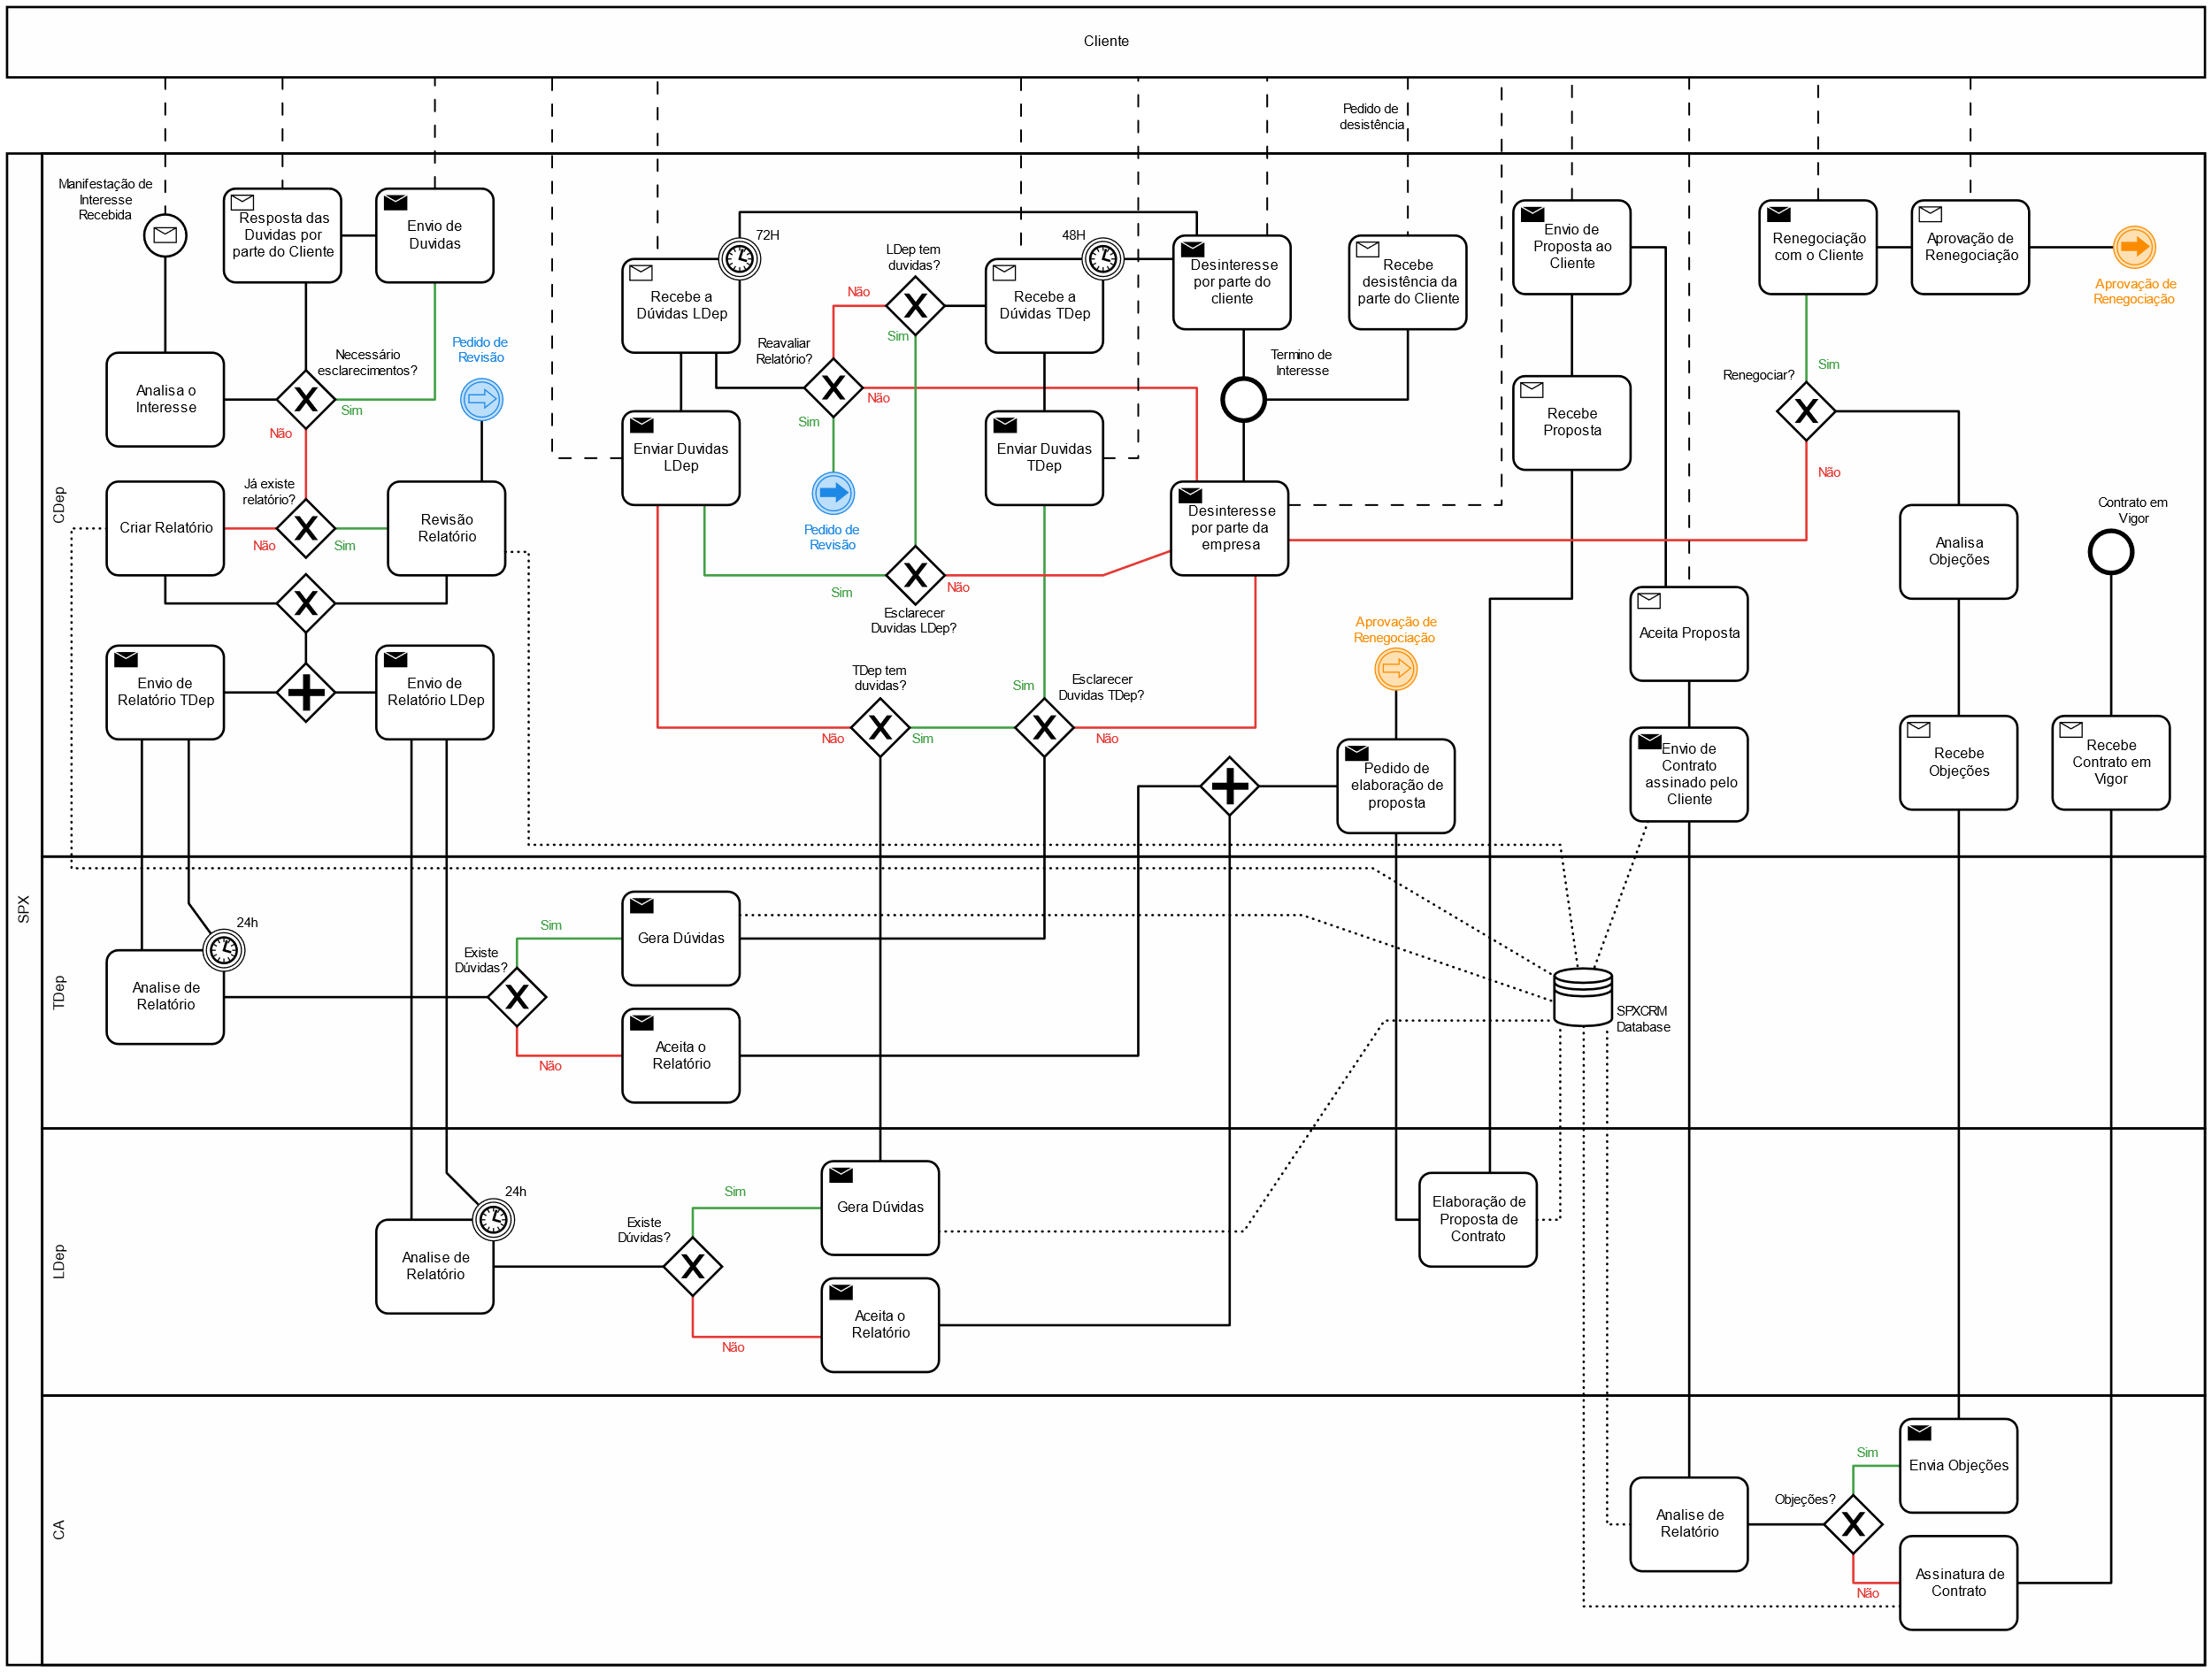 Cliente
Pedido de
desistência
SPX
CDep
Manifestação de
Interesse
Recebida
Resposta das
Duvidas por
parte do Cliente
Envio de
Duvidas
Analisa o
Interesse
Necessário
esclarecimentos?
Sim
Não
Pedido de
Revisão
Já existe
relatório?
Criar Relatório
Não
Sim
Revisão
Relatório
Envio de
Relatório TDep
Envio de
Relatório LDep
72H
Recebe a
Dúvidas LDep
Reavaliar
Relatório?
Não
Não
Sim
Pedido de
Revisão
LDep tem
duvidas?
Sim
48H
Recebe a
Dúvidas TDep
Enviar Duvidas
LDep
Enviar Duvidas
TDep
Sim
Não
Esclarecer
Duvidas LDep?
TDep tem
duvidas?
Não
Sim
Sim
Esclarecer
Duvidas TDep?
Não
Desinteresse
por parte do
cliente
Recebe
desistência da
parte do Cliente
Termino de
Interesse
Desinteresse
por parte da
empresa
Aprovação de
Renegociação
Pedido de
elaboração de
proposta
Envio de
Proposta ao
Cliente
Recebe
Proposta
Aceita Proposta
Envio de
Contrato
assinado pelo
Cliente
Renegociação
com o Cliente
Aprovação de
Renegociação
Aprovação de
Renegociação
Sim
Renegociar?
Não
Analisa
Objeções
Recebe
Objeções
Contrato em
Vigor
Recebe
Contrato em
Vigor
TDep
24h
Analise de
Relatório
Existe
Dúvidas?
Sim
Não
Gera Dúvidas
Aceita o
Relatório
SPXCRM
Database
LDep
24h
Analise de
Relatório
Existe
Dúvidas?
Sim
Não
Gera Dúvidas
Aceita o
Relatório
Elaboração de
Proposta de
Contrato
CA
Analise de
Relatório
Objeções?
Sim
Não
Envia Objeções
Assinatura de
Contrato